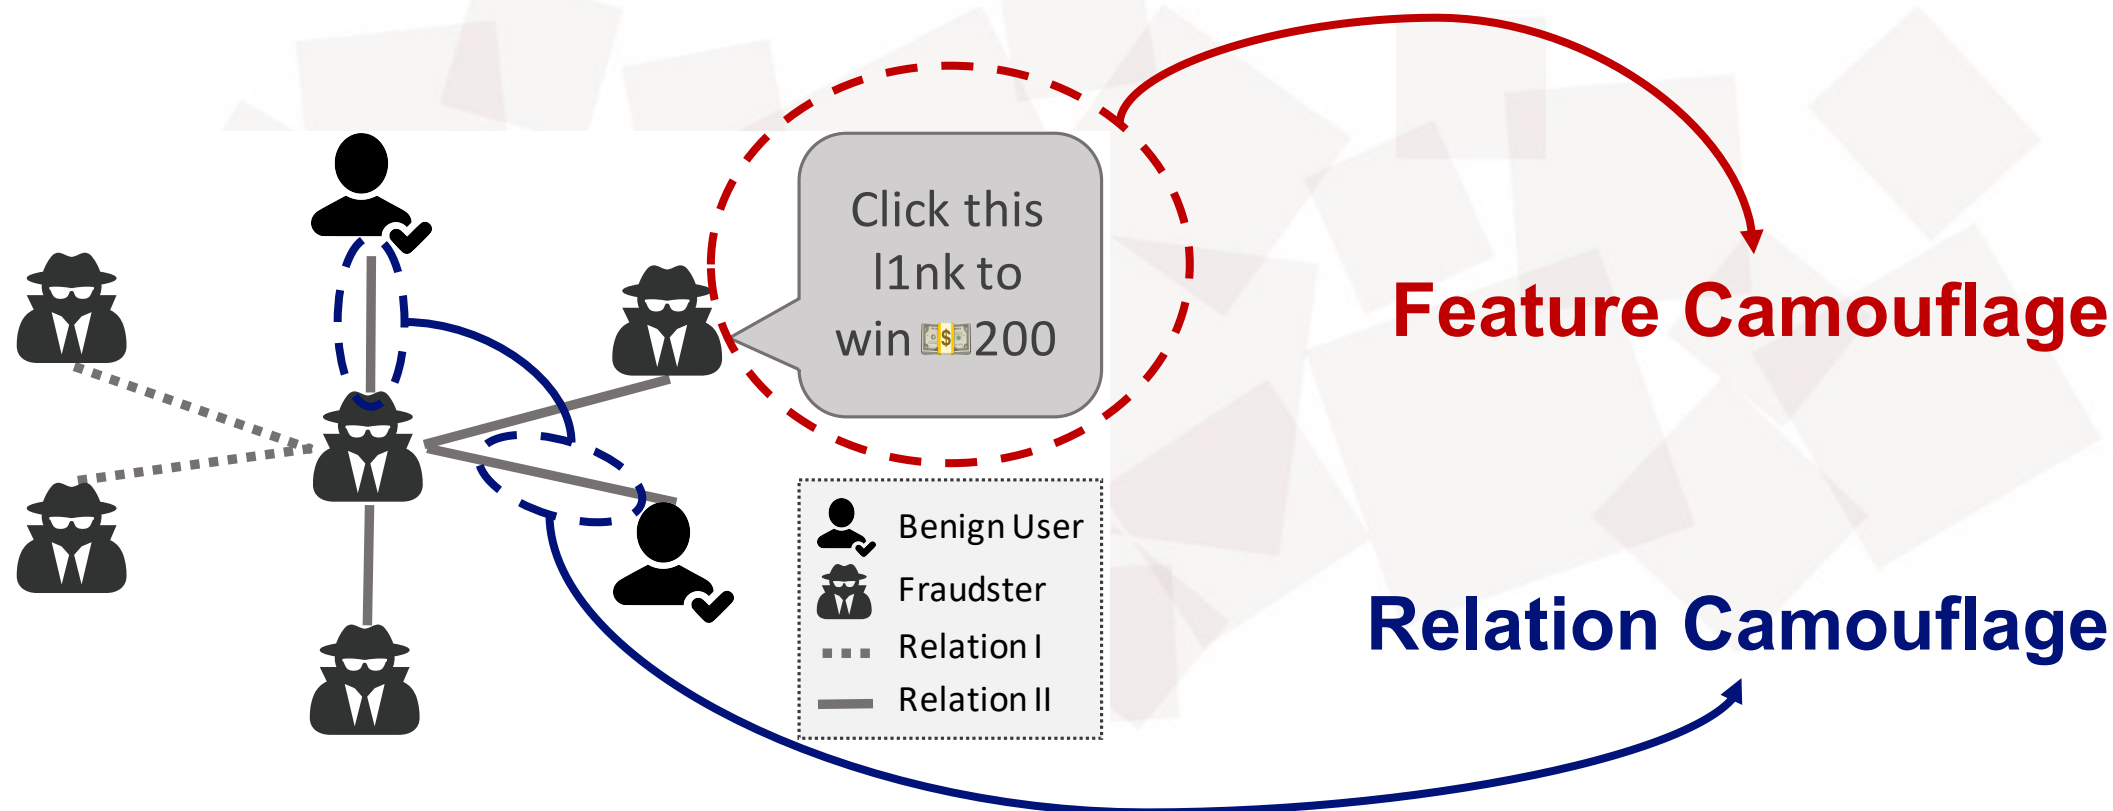 Click this
l1nk to
win 💵200
Feature Camouflage
Benign User
Fraudster
Relation I
Relation II
Relation Camouflage